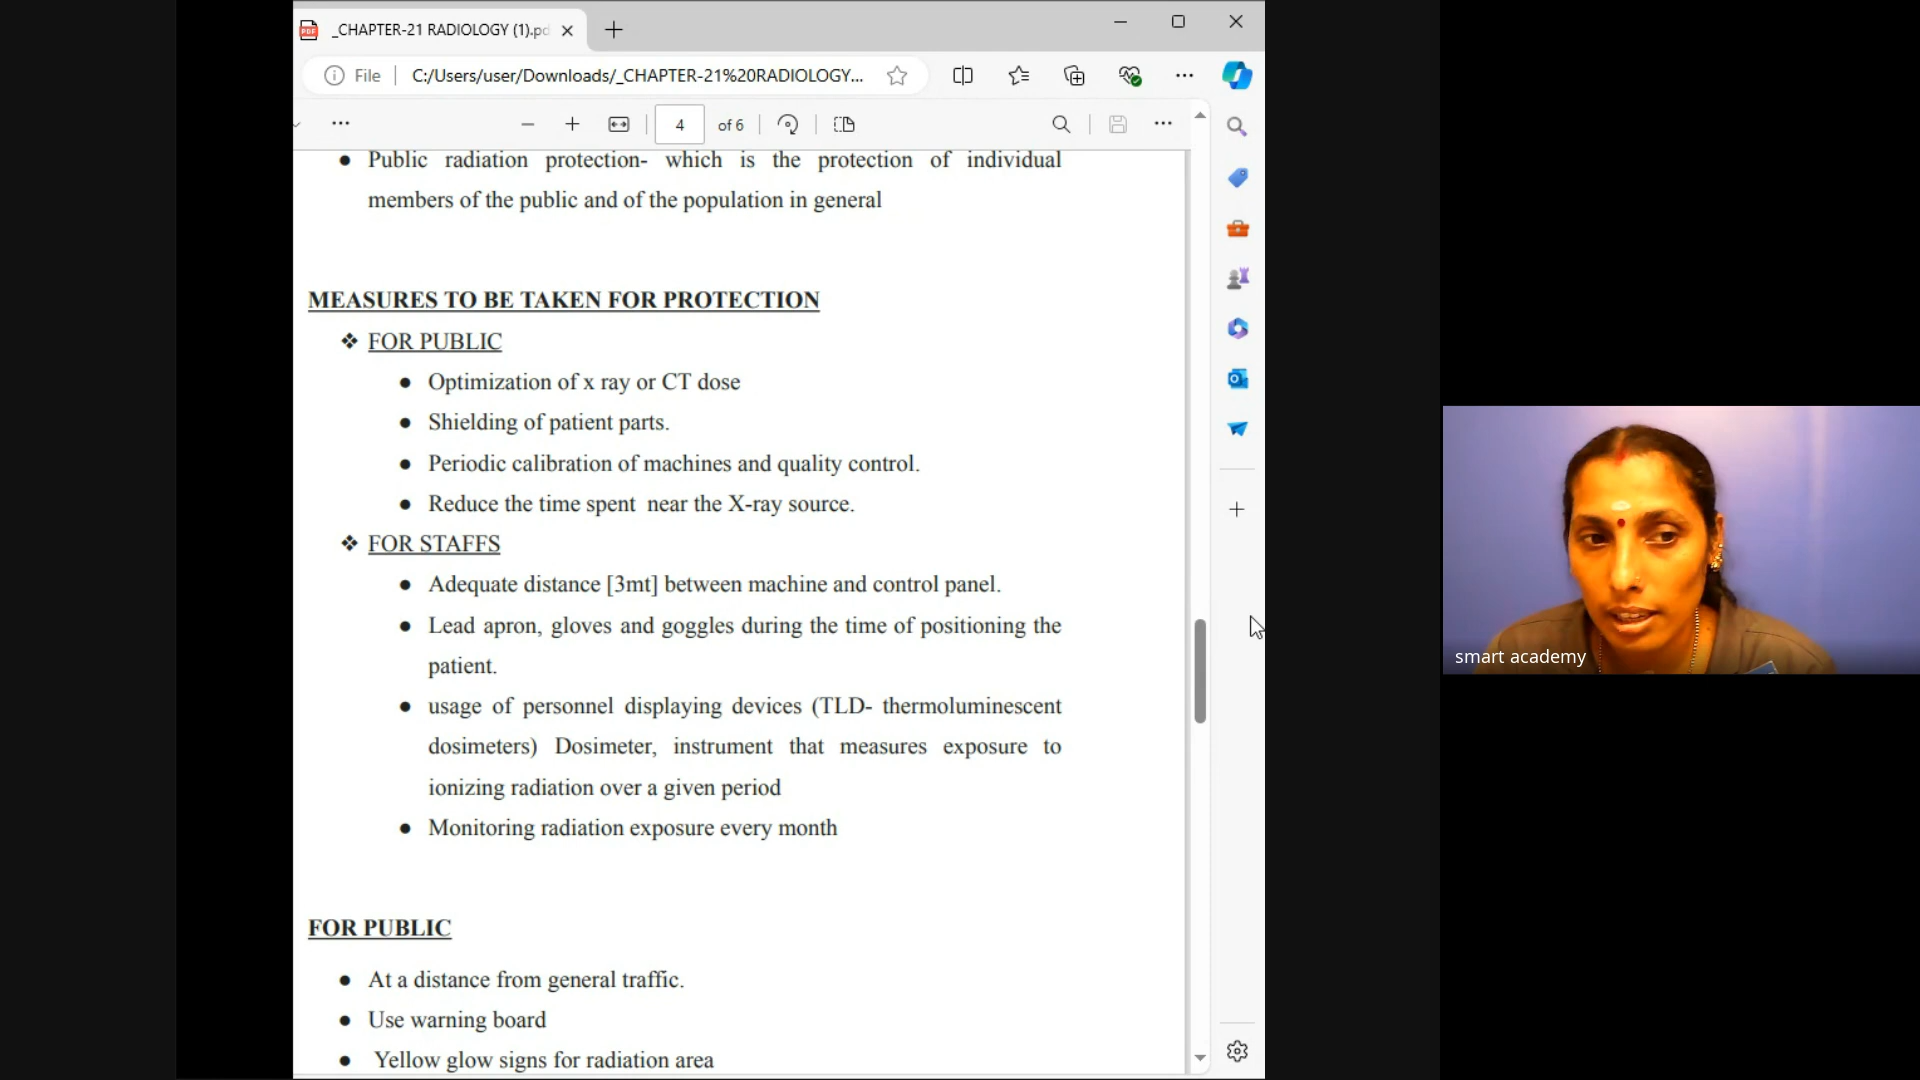 _CHAPTER-21 RADIOLOGY (1).pd
File
C:/Users/user/Downloads/_CHAPTER-21%20RADIOLOGY...
4 of 6
● Public radiation protection- which is the protection of individual
members of the public and of the population in general
MEASURES TO BE TAKEN FOR PROTECTION
❖ FOR PUBLIC
● Optimization of x ray or CT dose
● Shielding of patient parts.
● Periodic calibration of machines and quality control.
● Reduce the time spent near the X-ray source.
❖ FOR STAFFS
● Adequate distance [3mt] between machine and control panel.
● Lead apron, gloves and goggles during the time of positioning the
patient.
● usage of personnel displaying devices (TLD- thermoluminescent
dosimeters) Dosimeter, instrument that measures exposure to
ionizing radiation over a given period
● Monitoring radiation exposure every month
FOR PUBLIC
● At a distance from general traffic.
● Use warning board
● Yellow glow signs for radiation area
smart academy